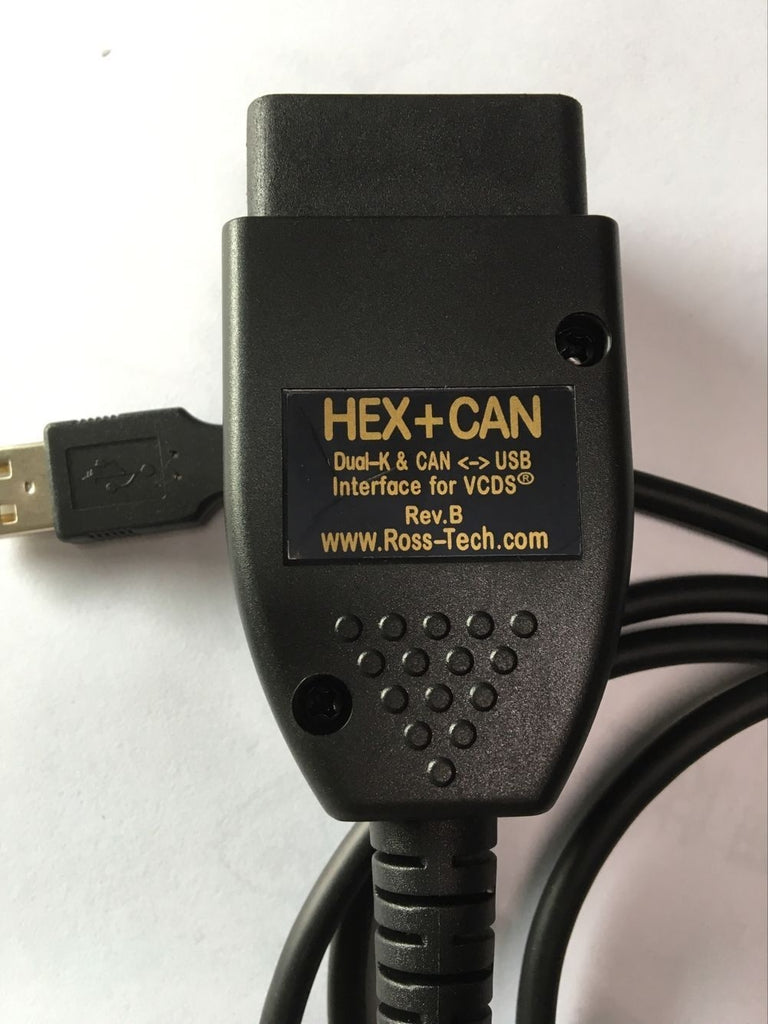 HEX+CAN
Dual-K & CAN <-> USB
Interface for VCDS®
Rev.B
www.Ross-Tech.com